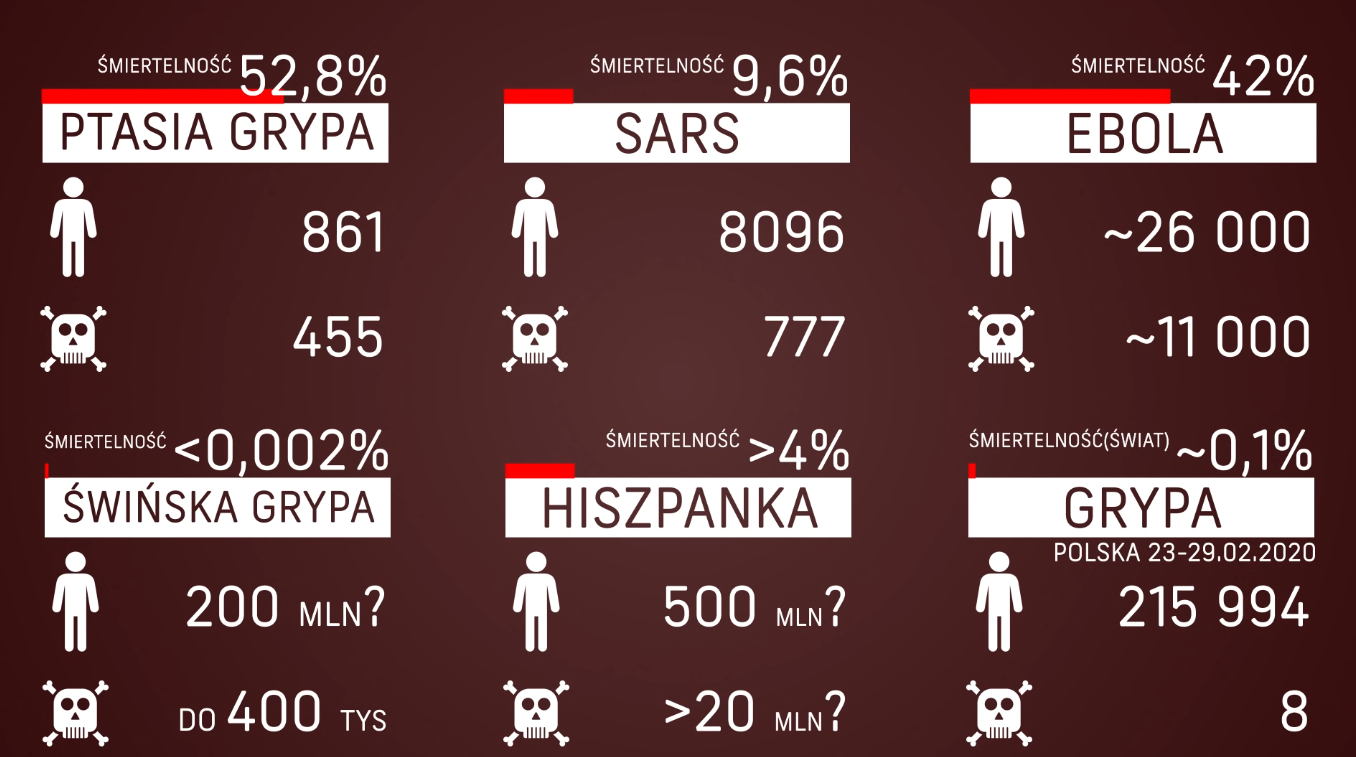 ŚMIERTELNOŚĆ 52,8%
PTASIA GRYPA
861
455
ŚMIERTELNOŚĆ 9,6%
SARS
8096
777
ŚMIERTELNOŚĆ 42%
EBOLA
~26 000
~11 000
ŚMIERTELNOŚĆ <0,002%
ŚWIŃSKA GRYPA
200 MLN?
DO 400 TYS
ŚMIERTELNOŚĆ >4%
HISZPANKA
500 MLN?
>20 MLN?
ŚMIERTELNOŚĆ(ŚWIAT) ~0,1%
GRYPA
POLSKA 23-29.02.2020
215 994
8